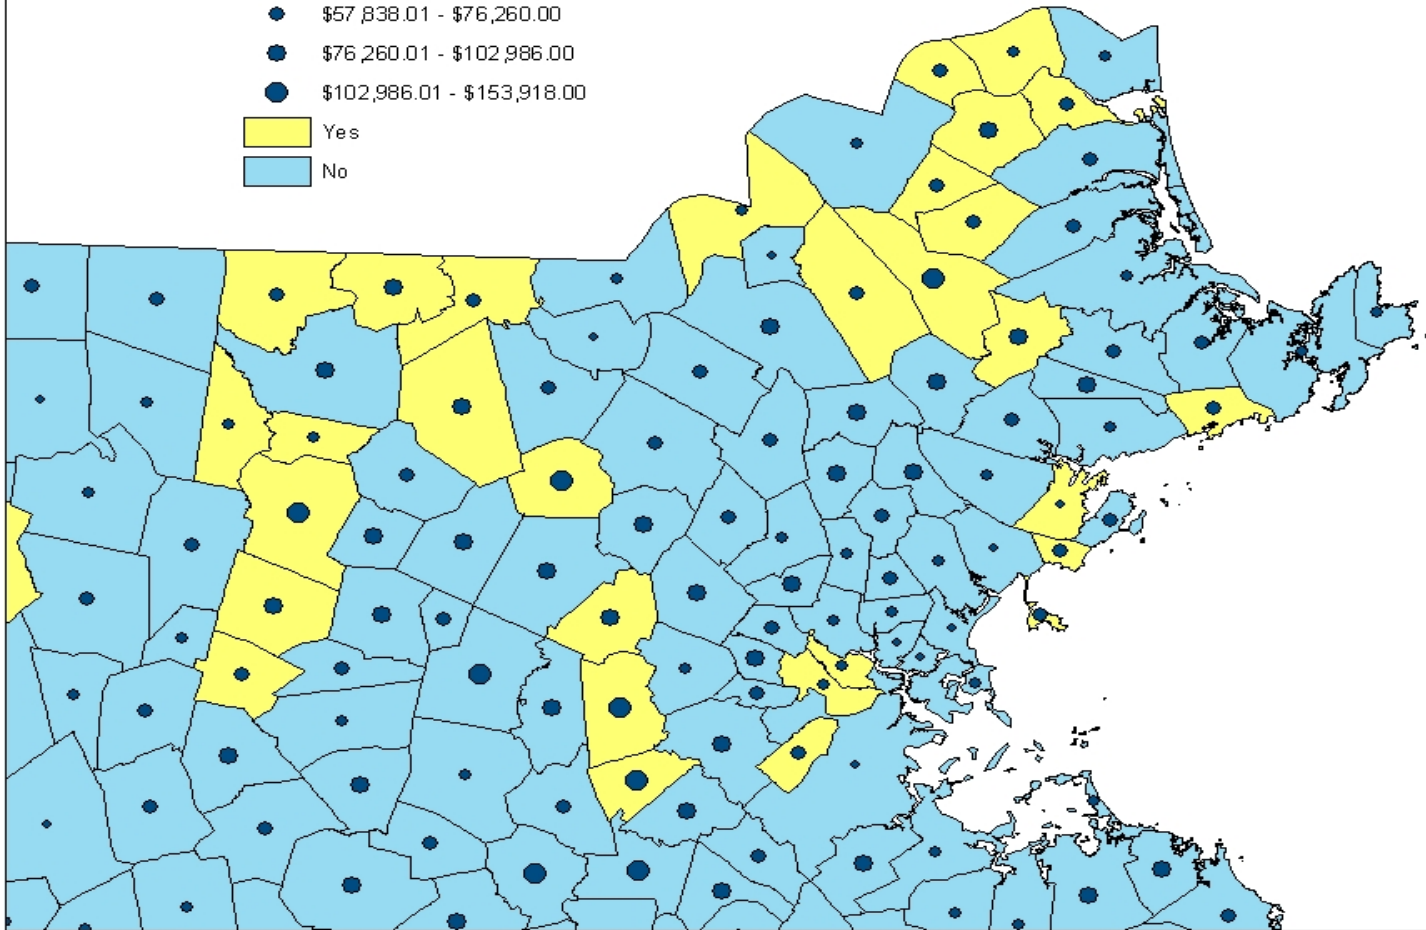 $57,838.01 - $76,260.00
$76,260.01 - $102,986.00
$102,986.01 - $153,918.00
Yes
No